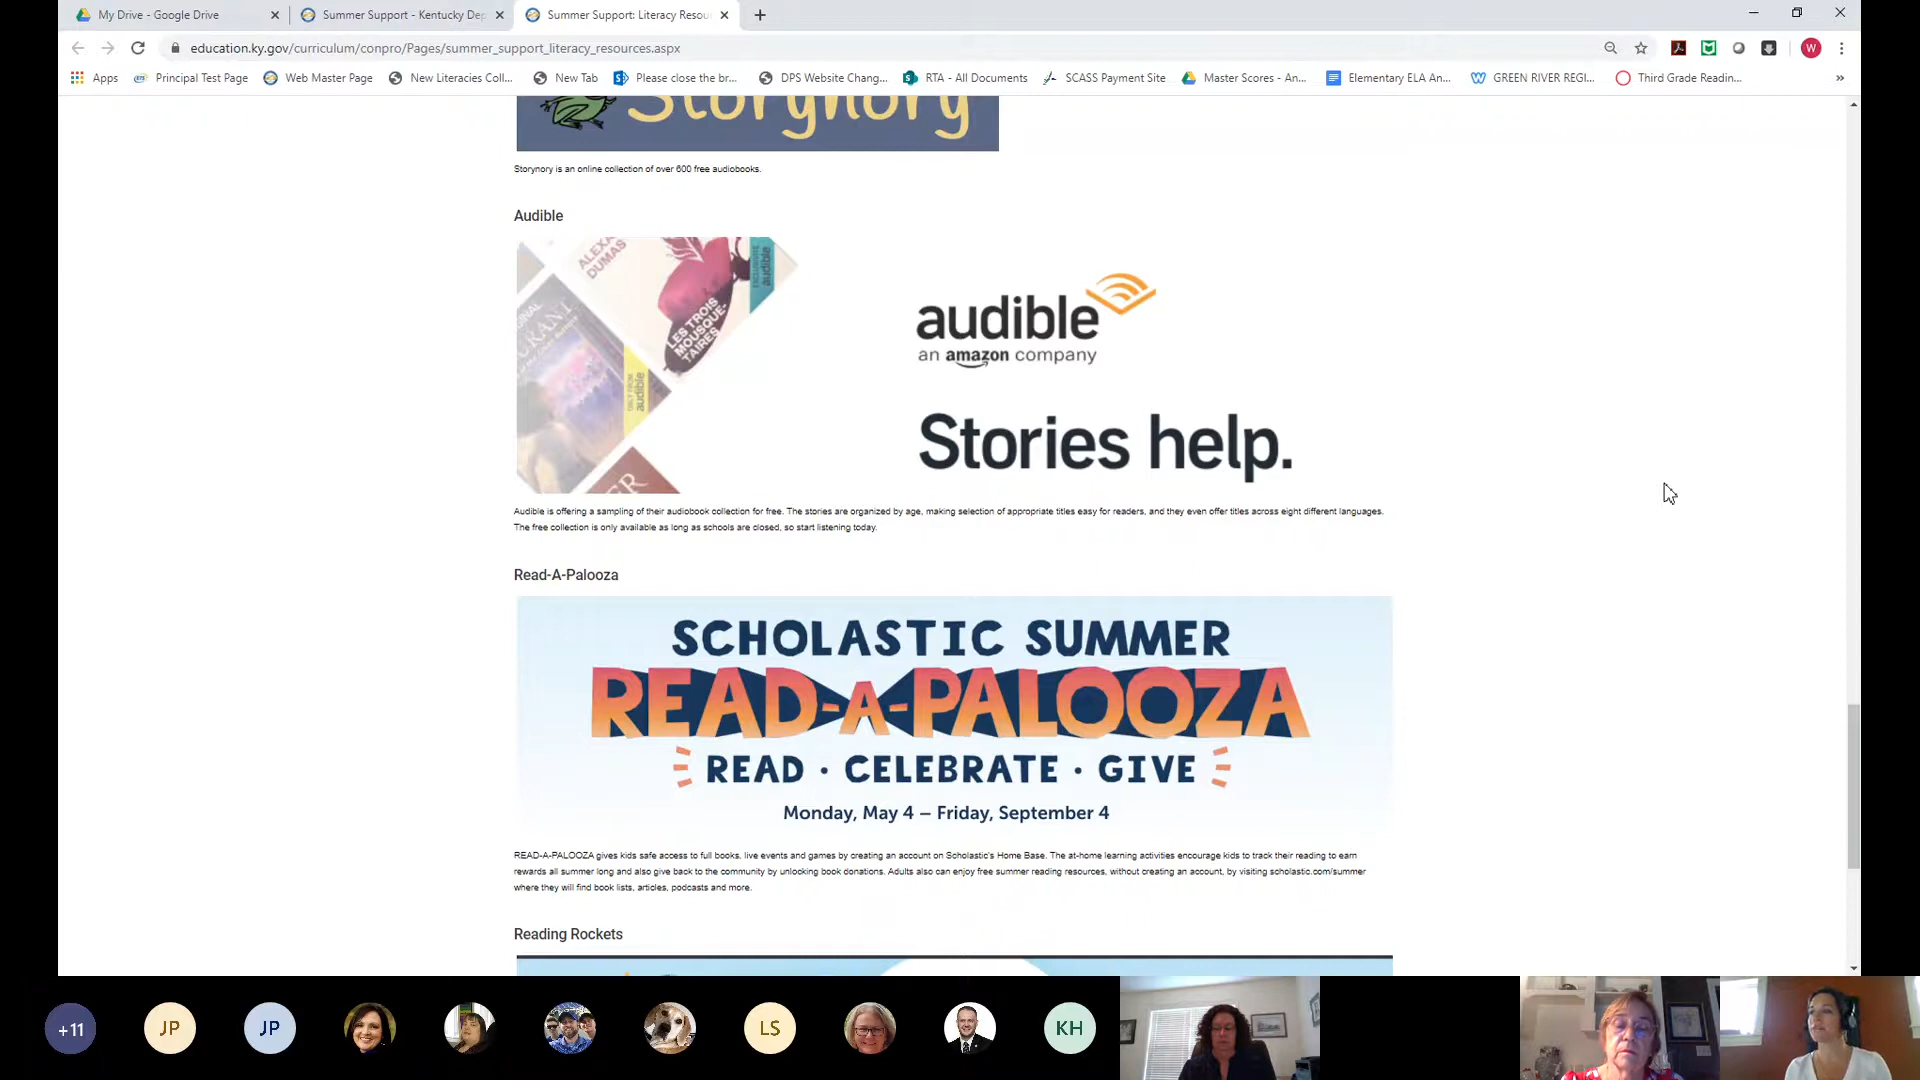 My Drive - Google Drive
Summer Support - Kentucky De
Summer Support: Literacy Resou
education.ky.gov/curriculum/conpro/Pages/summer_support_literacy_resources.aspx
W
Apps
Principal Test Page
Web Master Page
New Literacies Coll...
New Tab
Please close the br...
DPS Website Chang...
RTA - All Documents
SCASS Payment Site
Master Scores - An...
Elementary ELA An...
GREEN RIVER REGI...
Third Grade Readin...
»
Storynory
Storynory is an online collection of over 600 free audiobooks.
Audible
DUMAS
LES TROIS
MOUSQUE-
TAIRES
audible
audible
audible
an amazon company
Stories help.
Audible is offering a sampling of their audiobook collection for free. The stories are organized by age, making selection of appropriate titles easy for readers, and they even offer titles across eight different languages.
The free collection is only available as long as schools are closed, so start listening today.
Read-A-Palooza
SCHOLASTIC SUMMER
READ-A-PALOOZA
READ · CELEBRATE · GIVE
Monday, May 4 – Friday, September 4
READ-A-PALOOZA gives kids safe access to full books, live events and games by creating an account on Scholastic's Home Base. The at-home learning activities encourage kids to track their reading to earn
rewards all summer long and also give back to the community by unlocking book donations. Adults also can enjoy free summer reading resources, without creating an account, by visiting scholastic.com/summer
where they will find book lists, articles, podcasts and more.
Reading Rockets
+11
JP
JP
LS
KH